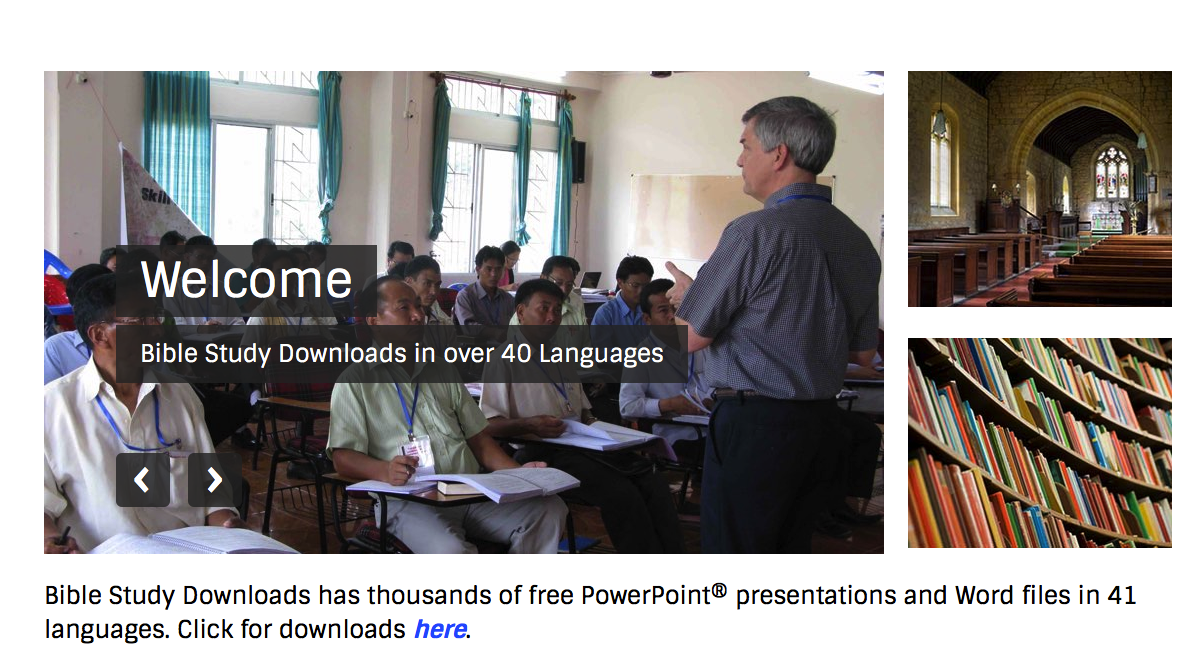 Skill
Welcome
Bible Study Downloads in over 40 Languages
Bible Study Downloads has thousands of free PowerPoint® presentations and Word files in 41
languages. Click for downloads here.